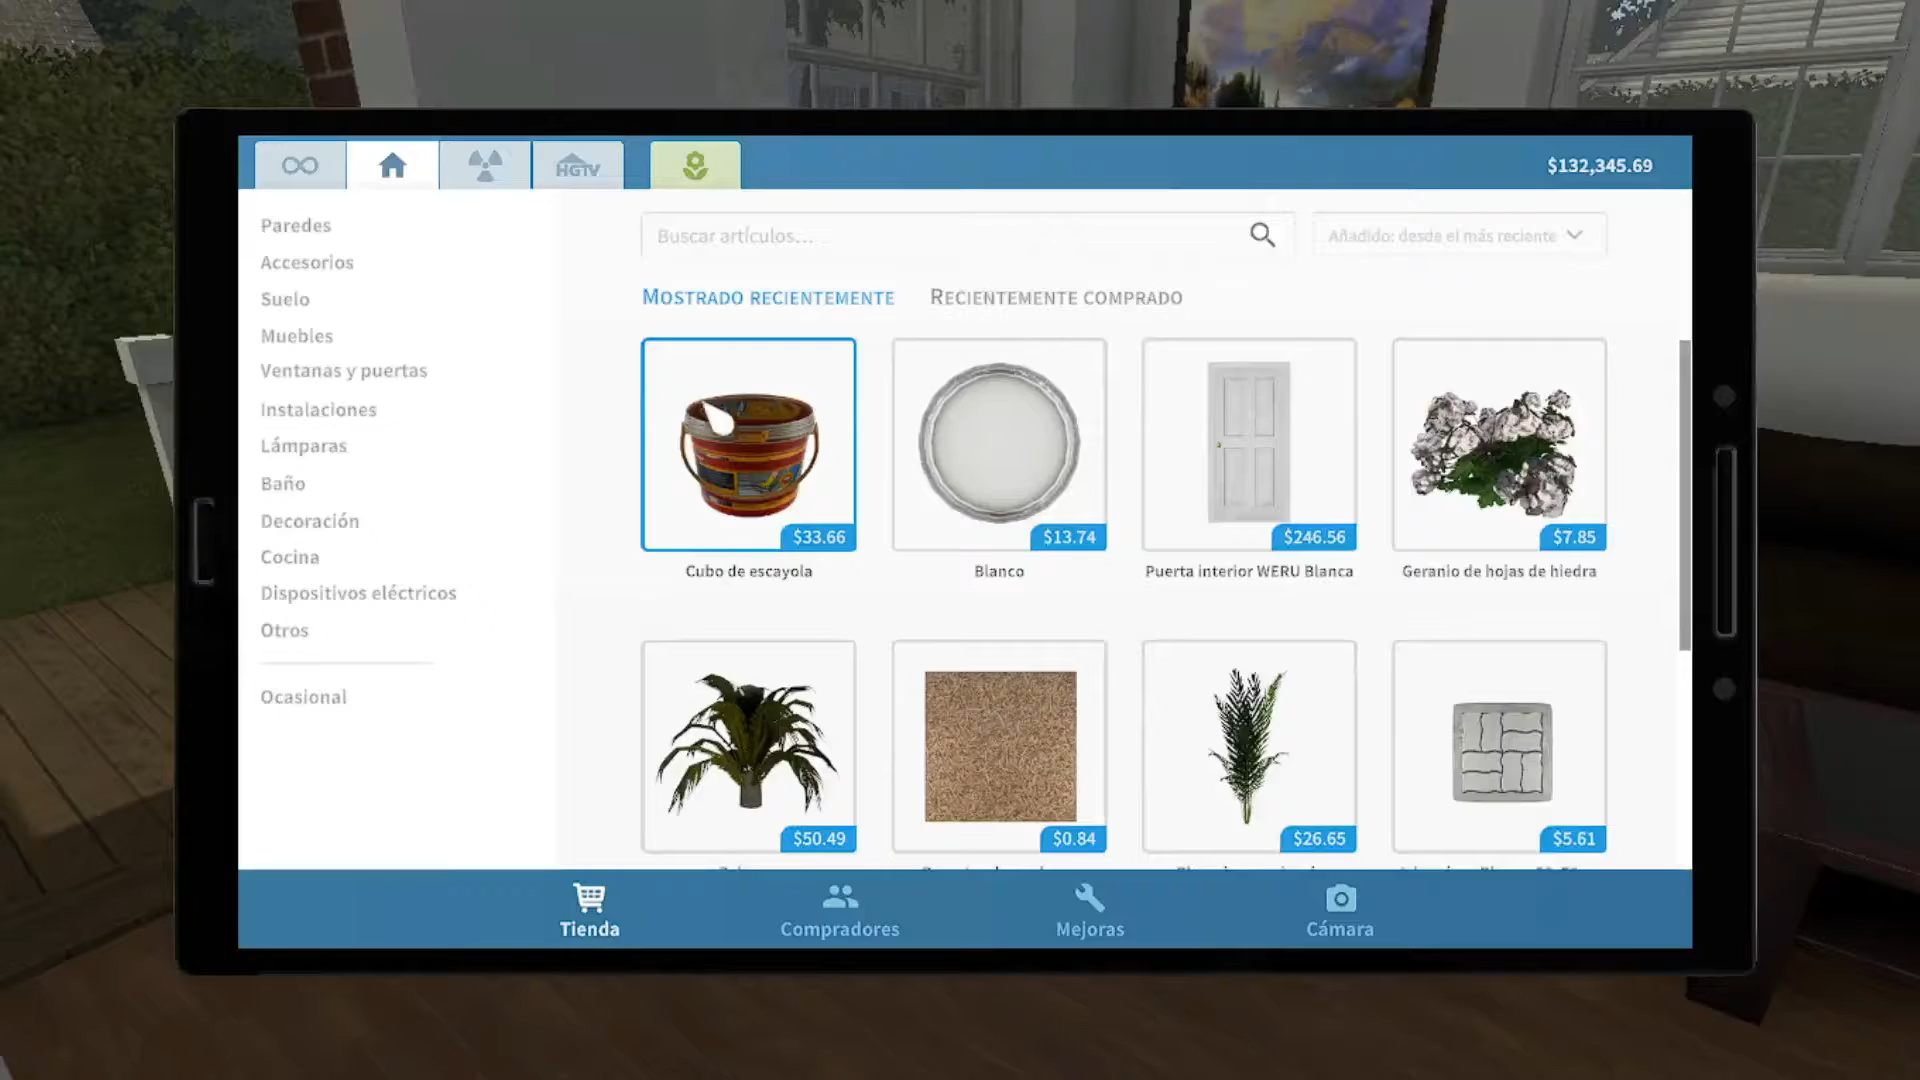 HGTV
$132,345.69
Paredes
Accesorios
Suelo
Muebles
Ventanas y puertas
Instalaciones
Lámparas
Baño
Decoración
Cocina
Dispositivos eléctricos
Otros
Ocasional
Buscar artículos...
Añadido: desde el más reciente
MOSTRADO RECIENTEMENTE
RECIENTEMENTE COMPRADO
$33.66
$13.74
$246.56
$7.85
Cubo de escayola
Blanco
Puerta interior WERU Blanca
Geranio de hojas de hiedra
$50.49
$0.84
$26.65
$5.61
Tienda
Compradores
Mejoras
Cámara